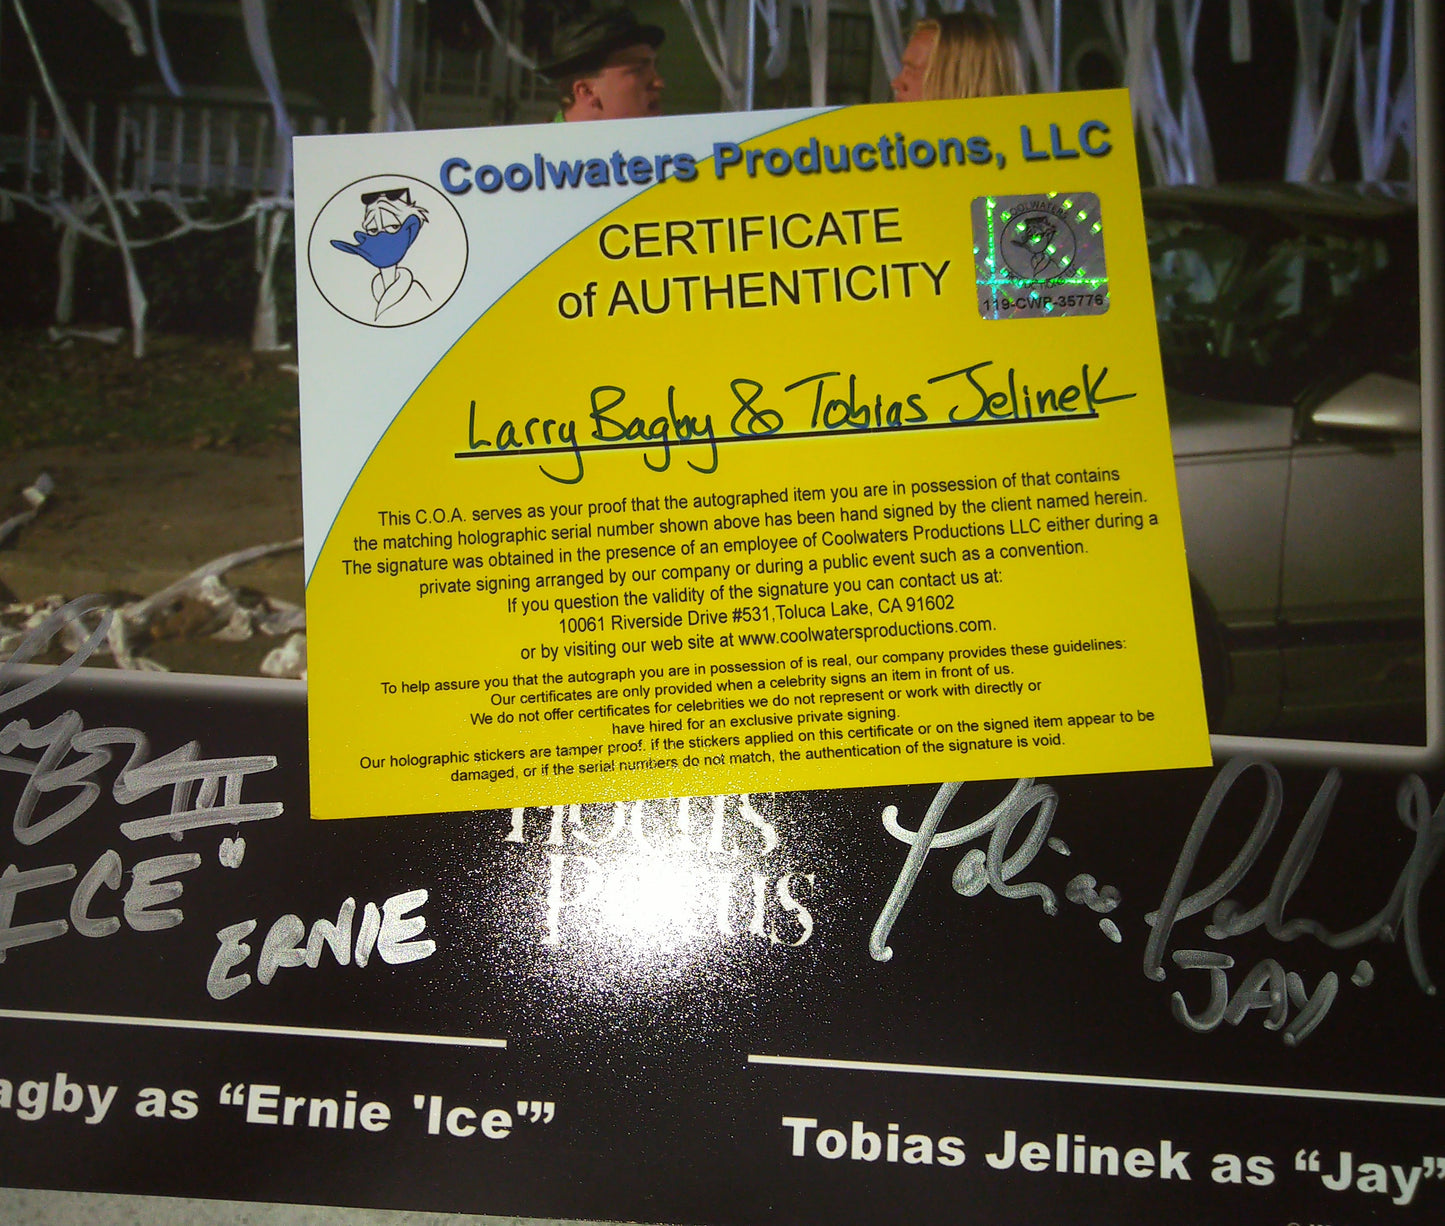 Coolwaters Productions, LLC
CERTIFICATE
of AUTHENTICITY
COOLWATERS
119-CWP-35776
Larry Bagby & Tobias Jelinek
This C.O.A. serves as your proof that the autographed item you are in possession of that contains
the matching holographic serial number shown above has been hand signed by the client named herein.
The signature was obtained in the presence of an employee of Coolwaters Productions LLC either during a
private signing arranged by our company or during a public event such as a convention.
If you question the validity of the signature you can contact us at:
10061 Riverside Drive #531, Toluca Lake, CA 91602
or by visiting our web site at www.coolwatersproductions.com.
To help assure you that the autograph you are in possession of is real, our company provides these guidelines:
Our certificates are only provided when a celebrity signs an item in front of us.
We do not offer certificates for celebrities we do not represent or work with directly or
have hired for an exclusive private signing.
Our holographic stickers are tamper proof. if the stickers applied on this certificate or on the signed item appear to be
damaged, or if the serial numbers do not match, the authentication of the signature is void.
HOCUS
POCUS
III
ICE"
ERNIE
Tobias Jelinek
JAY'
agby as “Ernie 'Ice'”
Tobias Jelinek as “Jay”